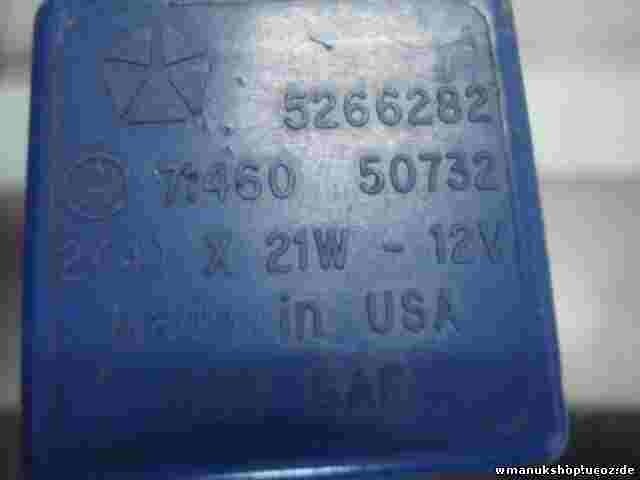 5266282
71460 50732
X 21W - 12V
in USA
wmanukshop.ucoz.de